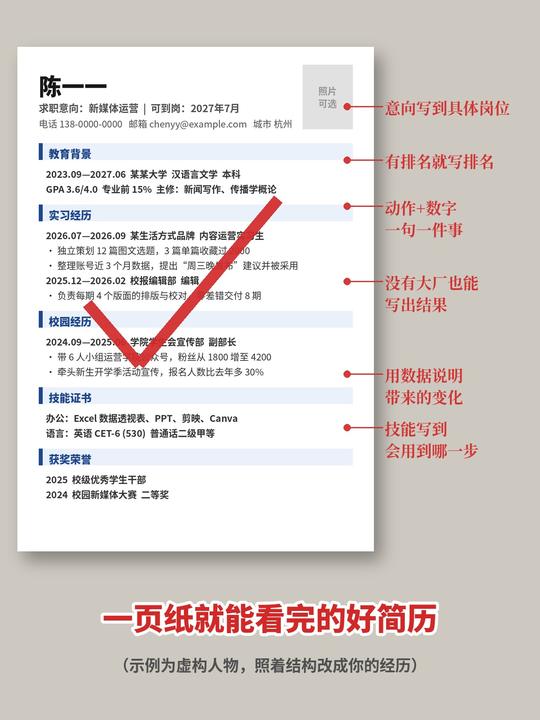 陈一一
照片
可选
求职意向：新媒体运营 | 可到岗：2027年7月
电话 138-0000-0000 邮箱 chenyy@example.com 城市 杭州
意向写到具体岗位
教育背景
有排名就写排名
2023.09—2027.06 某某大学 汉语言文学 本科
GPA 3.6/4.0 专业前 15% 主修：新闻写作、传播学概论
实习经历
动作+数字
一句一件事
2026.07—2026.09 某生活方式品牌 内容运营实习生
· 独立策划 12 篇图文选题，3 篇单篇收藏过
· 整理账号近 3 个月数据，提出“周三晚发布”建议并被采用
2025.12—2026.02 校报编辑部 编辑
· 负责每期 4 个版面的排版与校对，零差错交付 8 期
没有大厂也能
写出结果
校园经历
2024.09—2025.06 学院学生会宣传部 副部长
· 带 6 人小组运营学院公众号，粉丝从 1800 增至 4200
· 牵头新生开学季活动宣传，报名人数比去年多 30%
用数据说明
带来的变化
技能证书
办公：Excel 数据透视表、PPT、剪映、Canva
语言：英语 CET-6 (530) 普通话二级甲等
技能写到
会用到哪一步
获奖荣誉
2025 校级优秀学生干部
2024 校园新媒体大赛 二等奖
一页纸就能看完的好简历
（示例为虚构人物，照着结构改成你的经历）